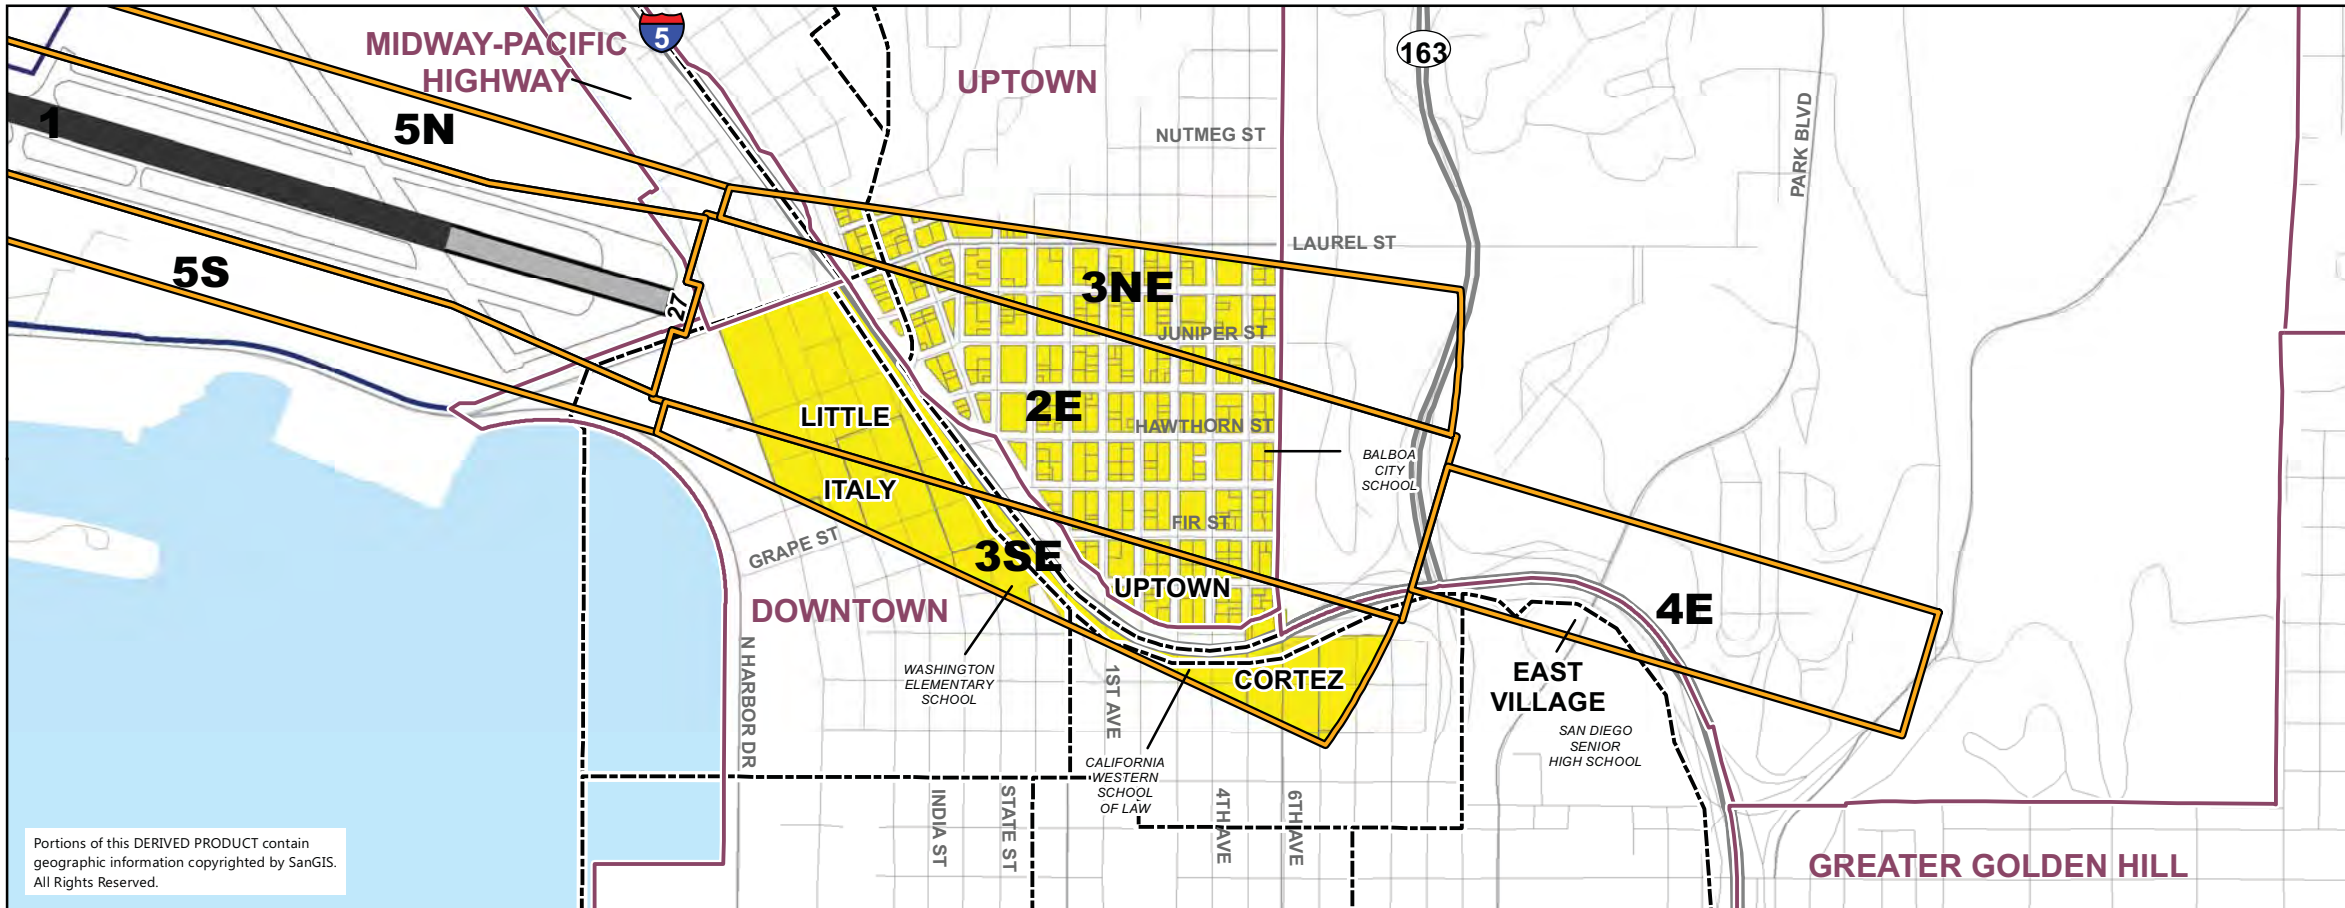 MIDWAY-PACIFIC
HIGHWAY
5
UPTOWN
163
1
5N
NUTMEG ST
PARK BLVD
LAUREL ST
5S
27
3NE
JUNIPER ST
LITTLE
ITALY
2E
HAWTHORN ST
BALBOA
CITY
SCHOOL
FIR ST
GRAPE ST
3SE
UPTOWN
DOWNTOWN
4E
N HARBOR DR
WASHINGTON
ELEMENTARY
SCHOOL
1ST AVE
CORTEZ
EAST
VILLAGE
SAN DIEGO
SENIOR
HIGH SCHOOL
CALIFORNIA
WESTERN
SCHOOL
OF LAW
INDIA ST
STATE ST
4TH AVE
6TH AVE
Portions of this DERIVED PRODUCT contain
geographic information copyrighted by SanGIS.
All Rights Reserved.
GREATER GOLDEN HILL